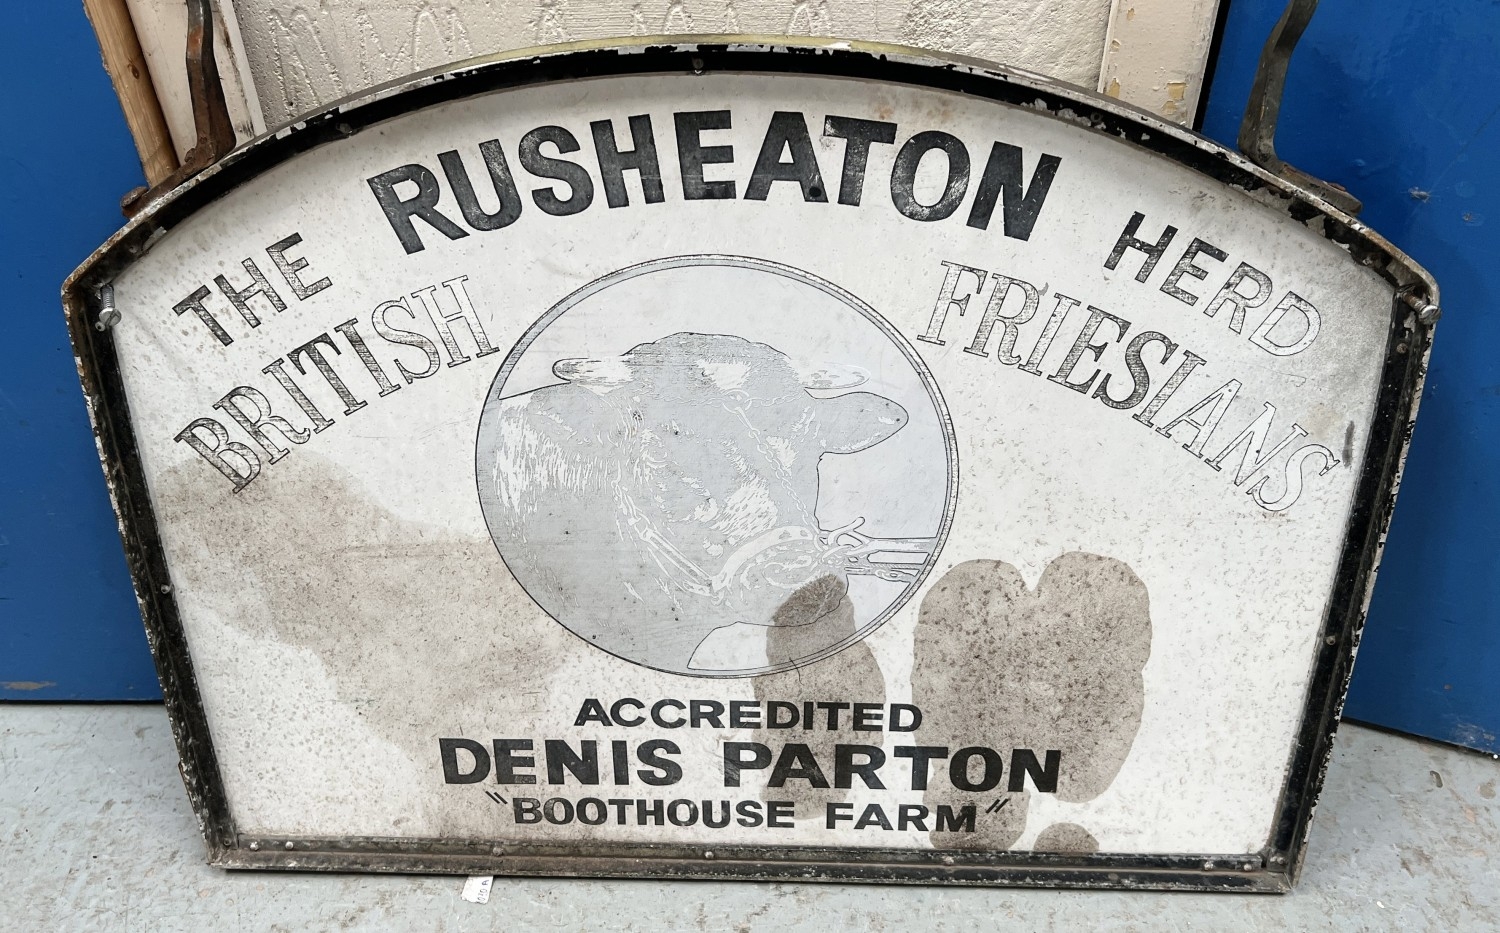 THE RUSHEATON HERD
BRITISH FRIESIANS
ACCREDITED
DENIS PARTON
"BOOTHOUSE FARM"